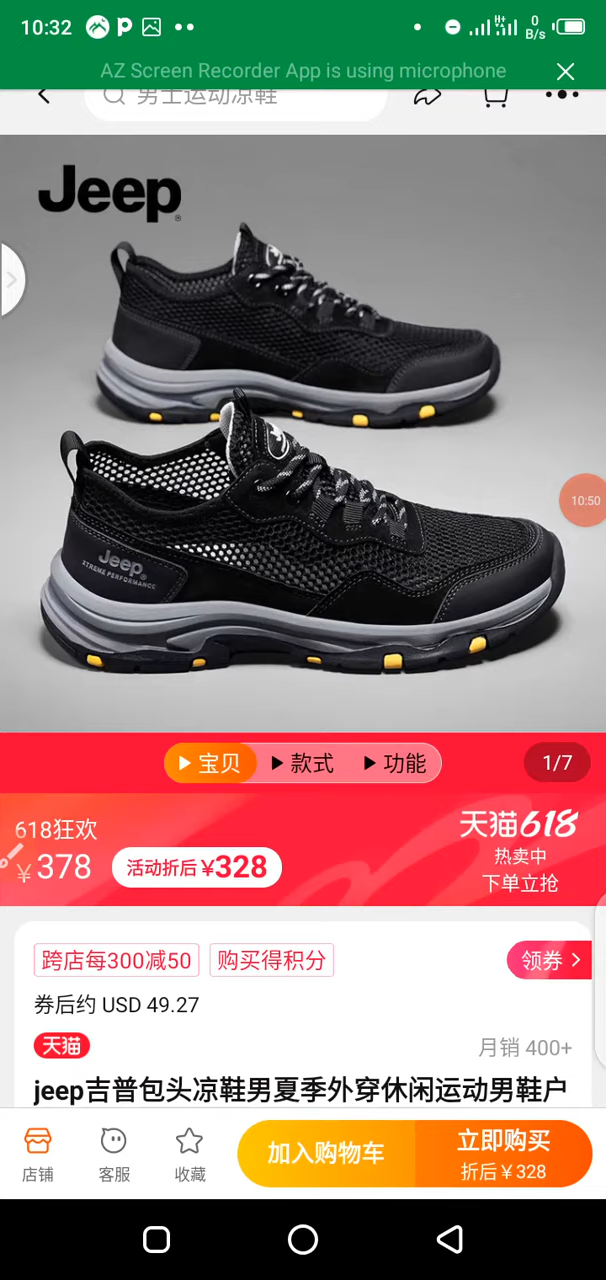 10:32
0 B/s
AZ Screen Recorder App is using microphone
男士运动凉鞋
Jeep
Jeep
XTREME PERFORMANCE
10:50
宝贝 款式 功能 1/7
618狂欢
¥378 活动折后¥328
天猫618
热卖中
下单立抢
跨店每300减50 购买得积分 领券
券后约 USD 49.27
天猫 月销 400+
jeep吉普包头凉鞋男夏季外穿休闲运动男鞋户
店铺 客服 收藏
加入购物车
立即购买
折后¥328